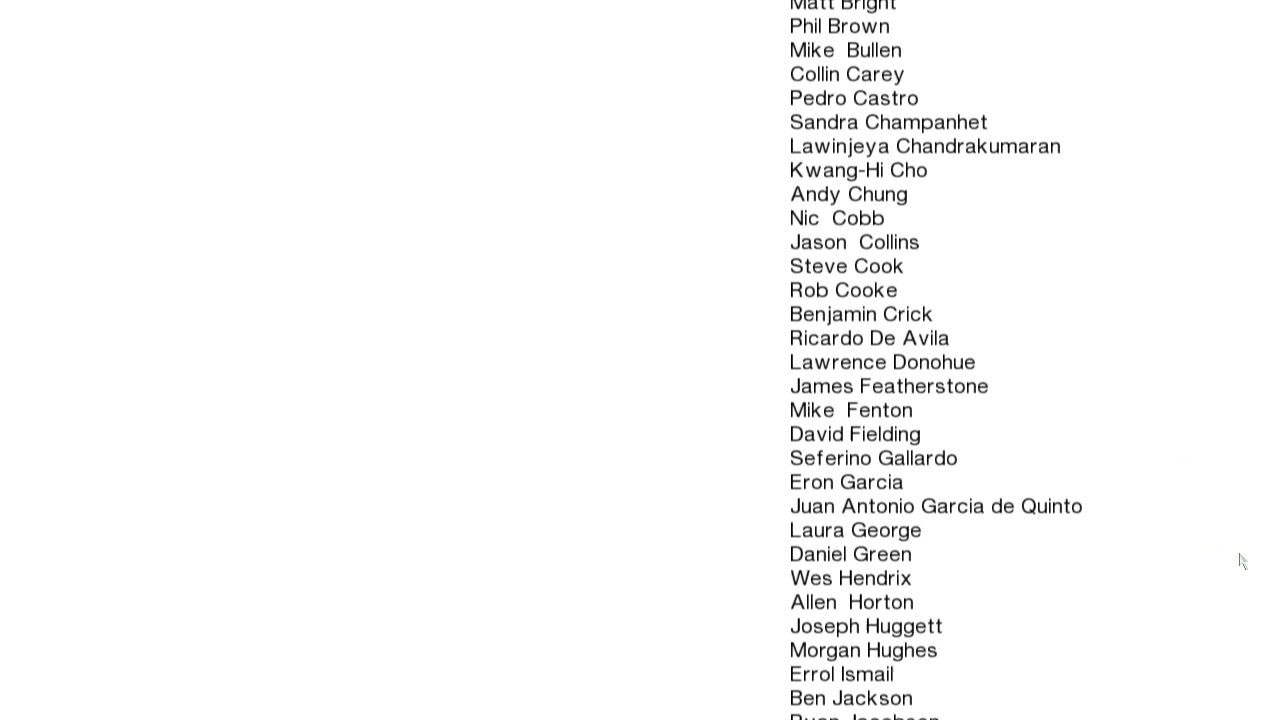 Matt Bright
Phil Brown
Mike  Bullen
Collin Carey
Pedro Castro
Sandra Champanhet
Lawinjeya Chandrakumaran
Kwang-Hi Cho
Andy Chung
Nic  Cobb
Jason  Collins
Steve Cook
Rob Cooke
Benjamin Crick
Ricardo De Avila
Lawrence Donohue
James Featherstone
Mike  Fenton
David Fielding
Seferino Gallardo
Eron Garcia
Juan Antonio Garcia de Quinto
Laura George
Daniel Green
Wes Hendrix
Allen  Horton
Joseph Huggett
Morgan Hughes
Errol Ismail
Ben Jackson